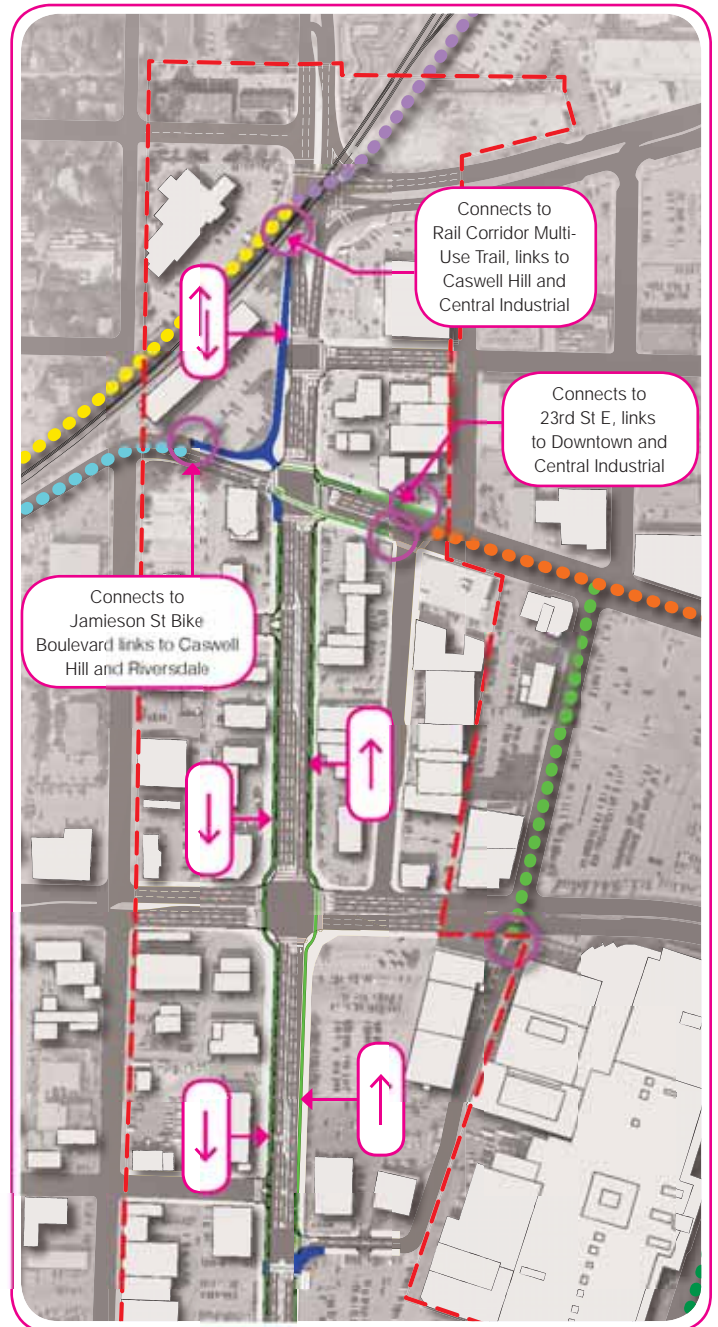 Connects to
Rail Corridor Multi-
Use Trail, links to
Caswell Hill and
Central Industrial
Connects to
23rd St E, links
to Downtown and
Central Industrial
Connects to
Jamieson St Bike
Boulevard links to Caswell
Hill and Riversdale